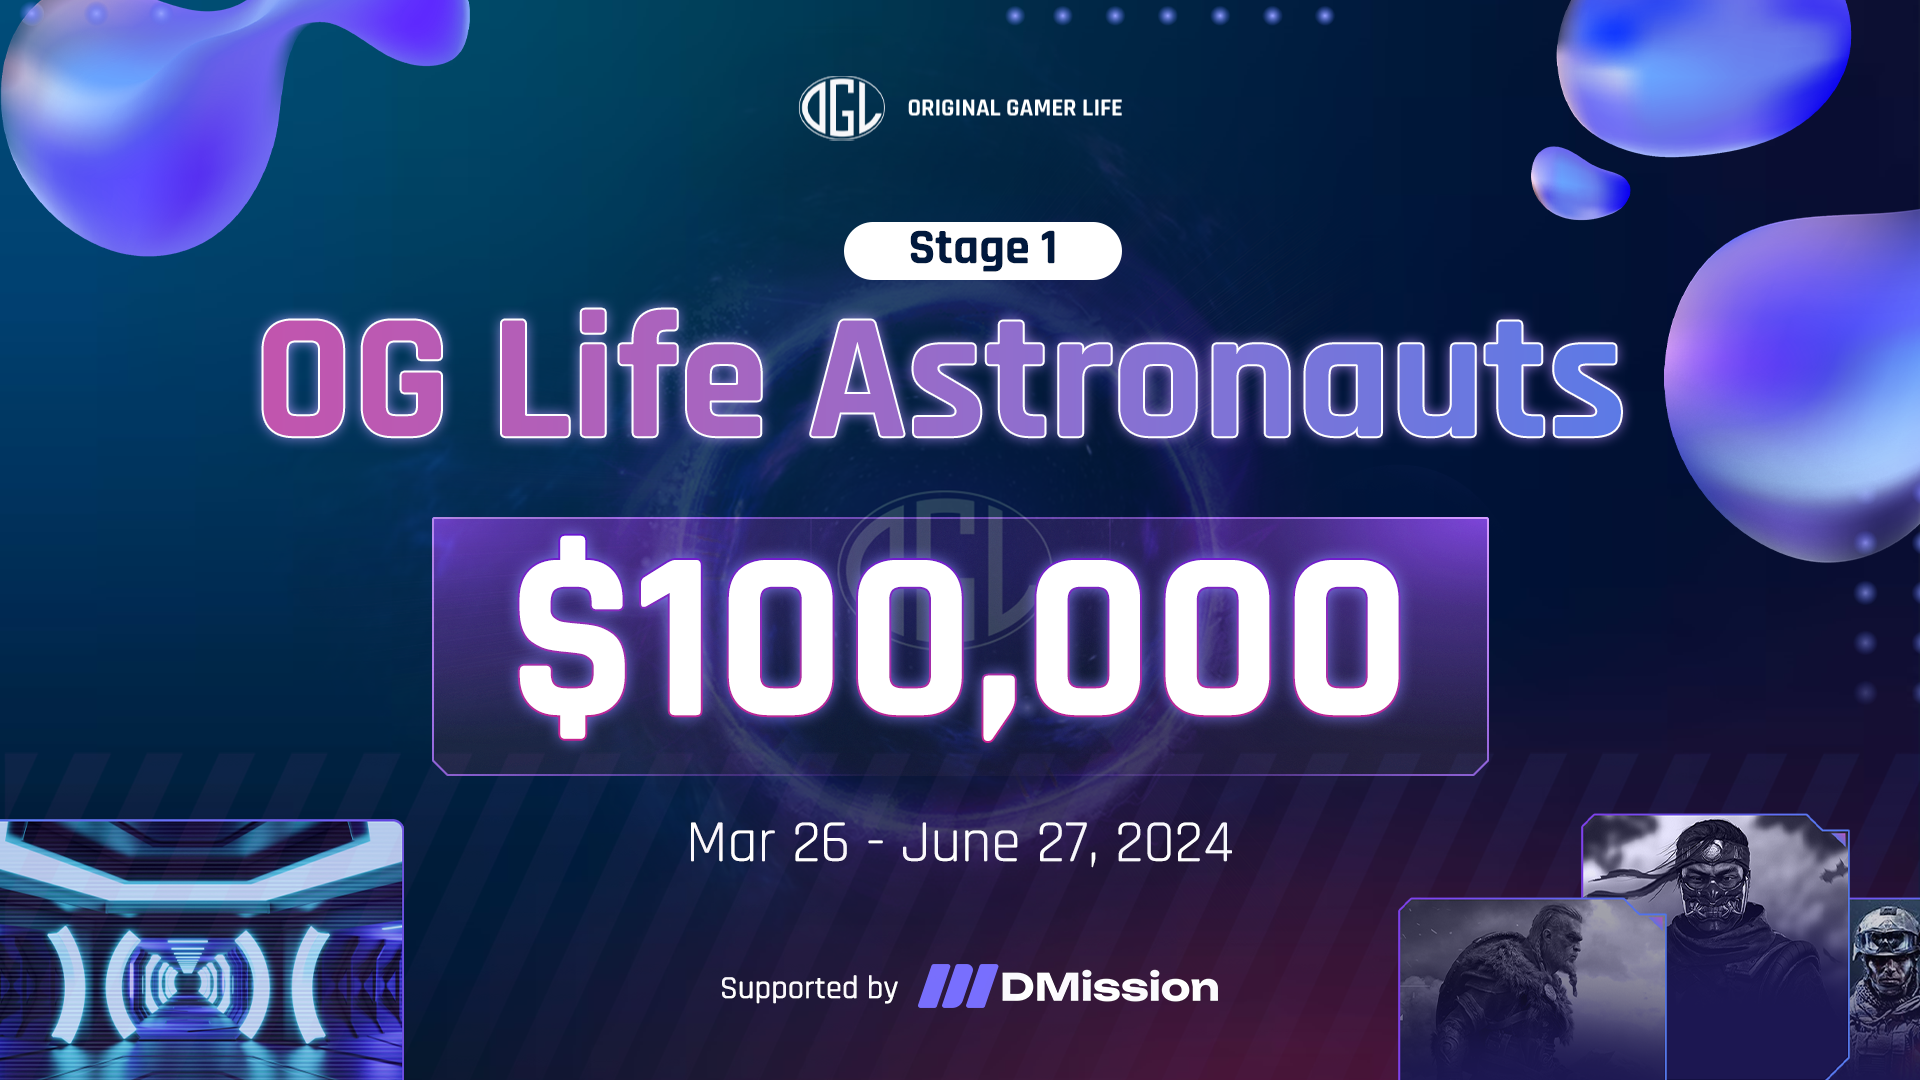 OGL ORIGINAL GAMER LIFE
Stage 1
OG Life Astronauts
OGL
$100,000
Mar 26 - June 27, 2024
Supported by DMission